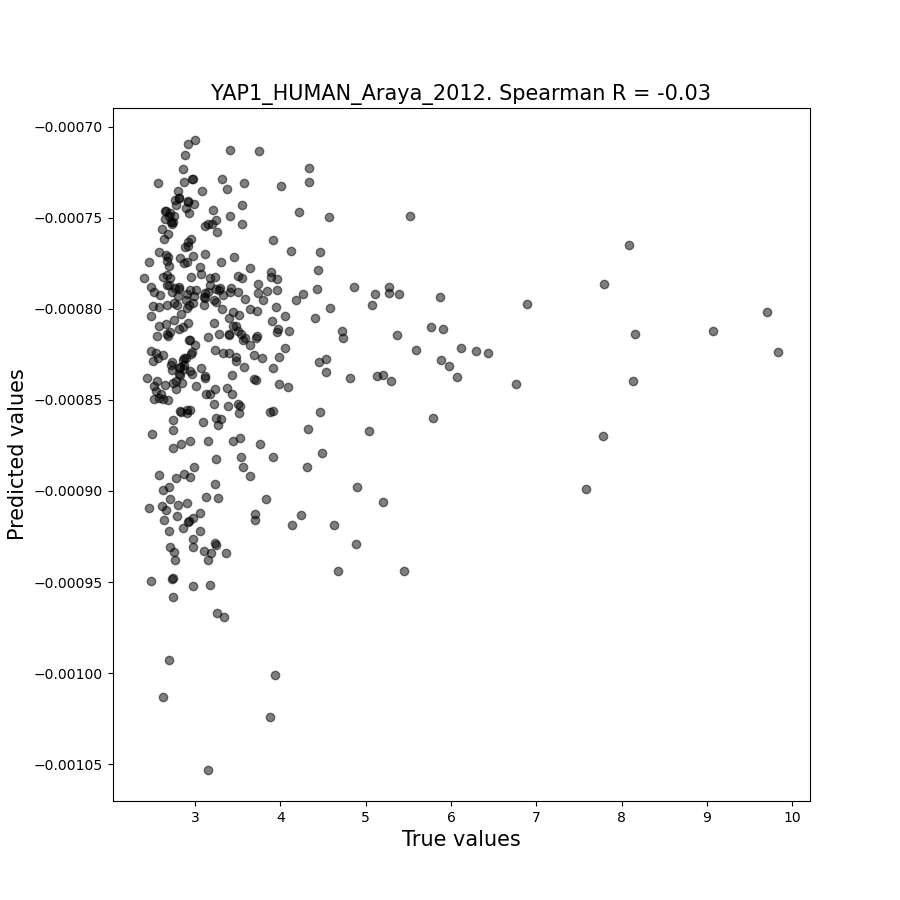 YAP1_HUMAN_Araya_2012. Spearman R = -0.03
−0.00070
−0.00075
−0.00080
−0.00085
−0.00090
−0.00095
−0.00100
−0.00105
Predicted values
3 4 5 6 7 8 9 10
True values